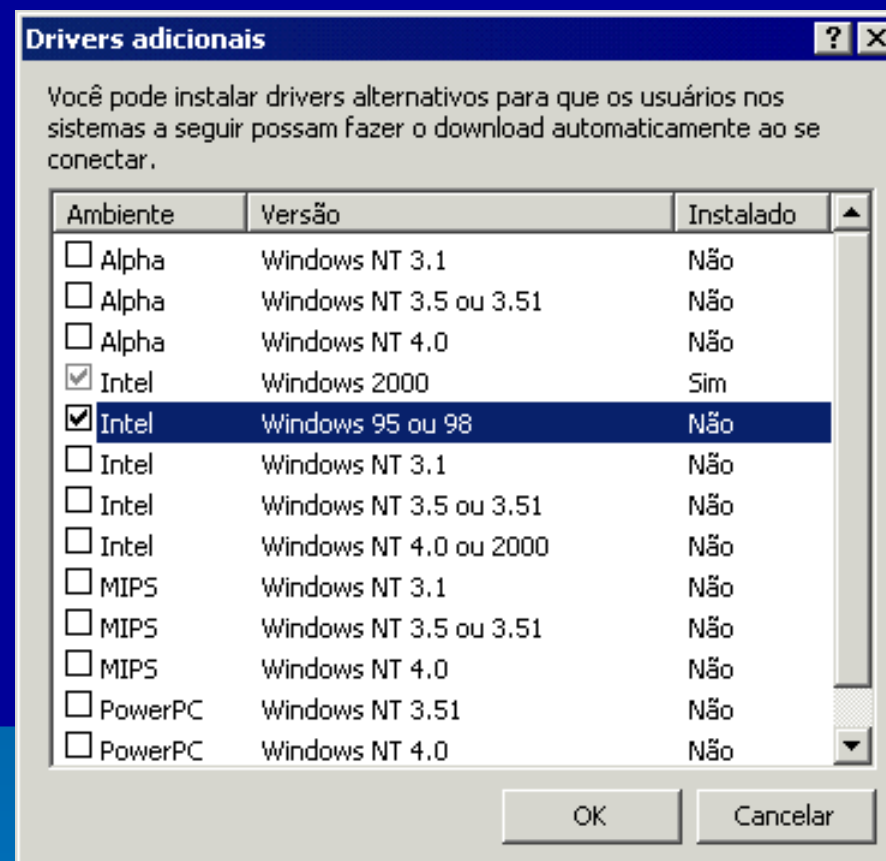 Drivers adicionais
Você pode instalar drivers alternativos para que os usuários nos
sistemas a seguir possam fazer o download automaticamente ao se
conectar.
Ambiente Versão Instalado
Alpha Windows NT 3.1 Não
Alpha Windows NT 3.5 ou 3.51 Não
Alpha Windows NT 4.0 Não
Intel Windows 2000 Sim
Intel Windows 95 ou 98 Não
Intel Windows NT 3.1 Não
Intel Windows NT 3.5 ou 3.51 Não
Intel Windows NT 4.0 ou 2000 Não
MIPS Windows NT 3.1 Não
MIPS Windows NT 3.5 ou 3.51 Não
MIPS Windows NT 4.0 Não
PowerPC Windows NT 3.51 Não
PowerPC Windows NT 4.0 Não
OK Cancelar